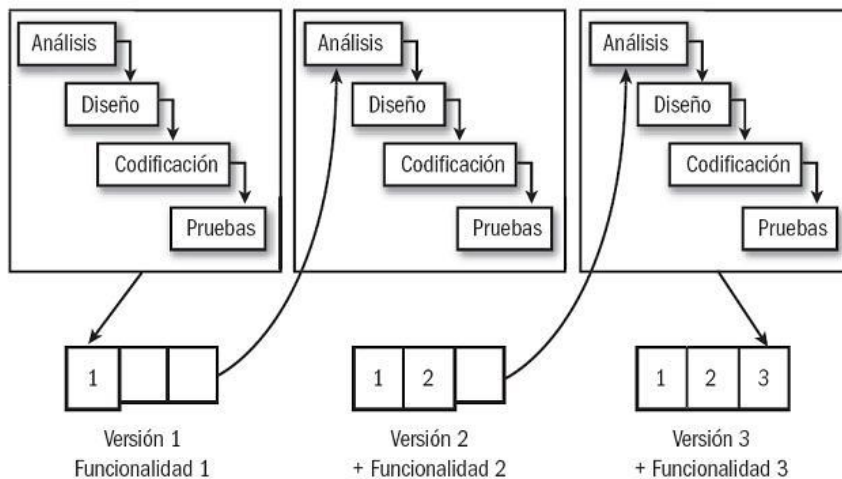 Análisis
Diseño
Codificación
Pruebas
Análisis
Diseño
Codificación
Pruebas
Análisis
Diseño
Codificación
Pruebas
1
1 2
1 2 3
Versión 1
Funcionalidad 1
Versión 2
+ Funcionalidad 2
Versión 3
+ Funcionalidad 3